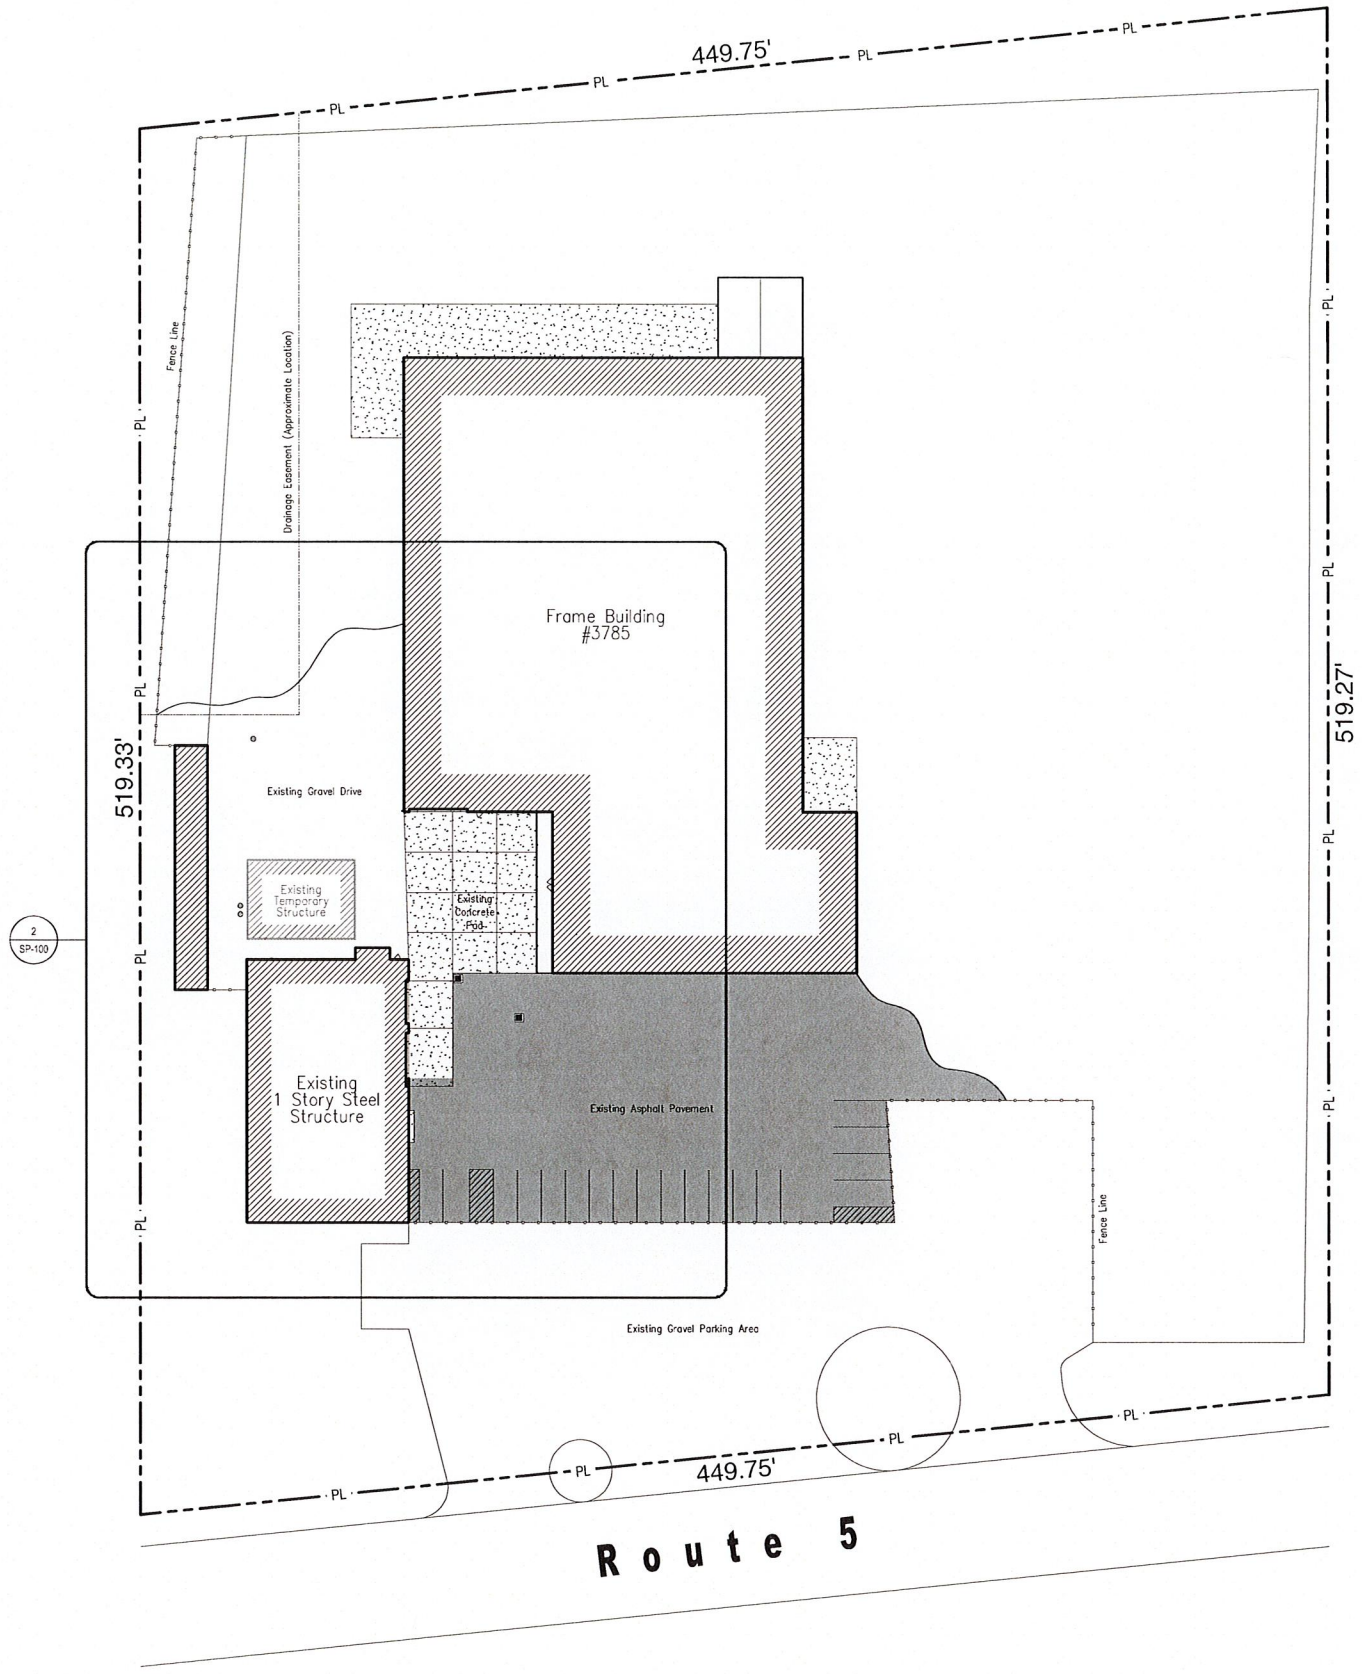 449.75'
PL
PL
PL
PL
PL
Fence Line
Drainage Easement (Approximate Location)
PL
Frame Building
#3785
PL
PL
519.27'
519.33'
Existing Gravel Drive
PL
Existing
Temporary
Structure
Existing
Concrete
Pad
2
SP-100
PL
Existing
1 Story Steel
Structure
Existing Asphalt Pavement
PL
PL
Fence Line
Existing Gravel Parking Area
PL
PL
PL
449.75'
PL
Route 5